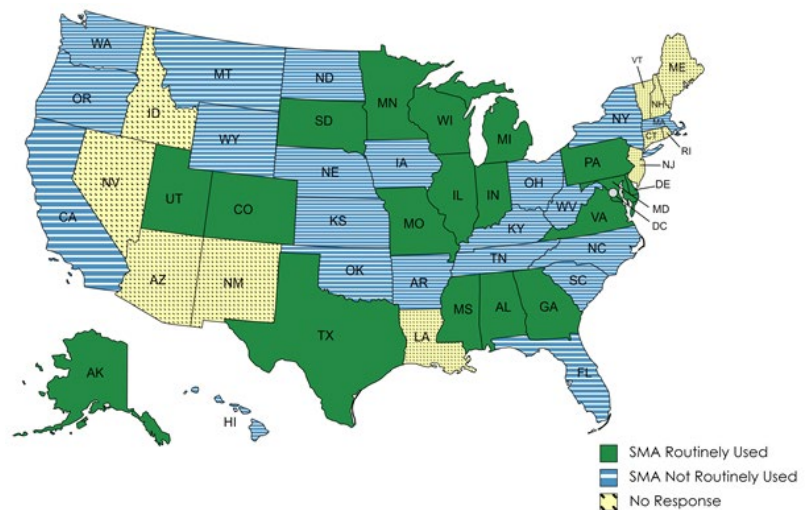 WA
MT
ND
MN
VT
ME
OR
ID
WY
SD
WI
MI
NY
NH
MA
CT
RI
NV
UT
CO
NE
IA
IL
IN
OH
PA
NJ
CA
KS
MO
KY
WV
VA
DE
MD
DC
AZ
NM
OK
AR
TN
NC
SC
TX
LA
MS
AL
GA
FL
AK
HI
SMA Routinely Used
SMA Not Routinely Used
No Response